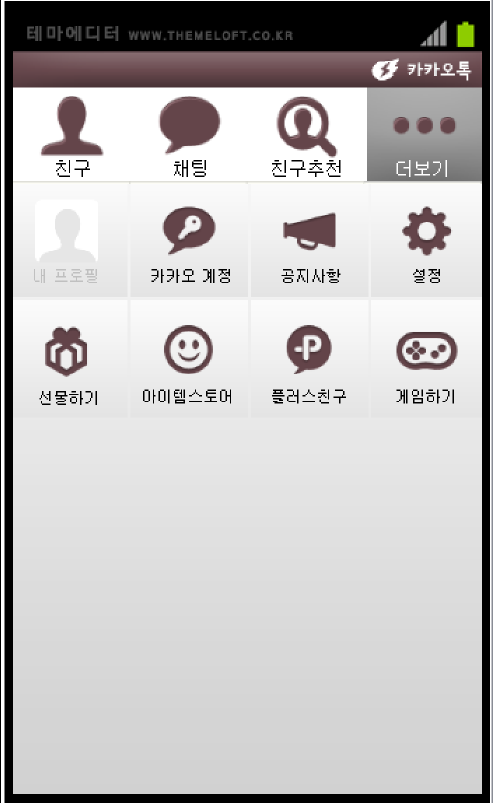 테마에디터 WWW.THEMELOFT.CO.KR
카카오톡
친구 채팅 친구추천 더보기
내 프로필 카카오 계정 공지사항 설정
선물하기 아이템스토어 플러스친구 게임하기